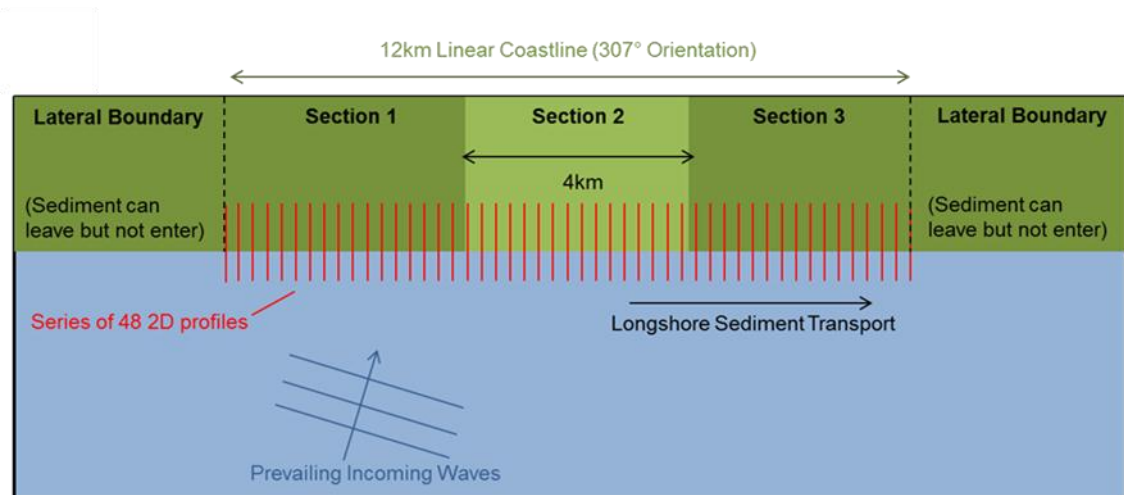 12km Linear Coastline (307° Orientation)
Lateral Boundary
Section 1
Section 2
Section 3
Lateral Boundary
4km
(Sediment can
leave but not enter)
(Sediment can
leave but not enter)
Series of 48 2D profiles
Longshore Sediment Transport
Prevailing Incoming Waves